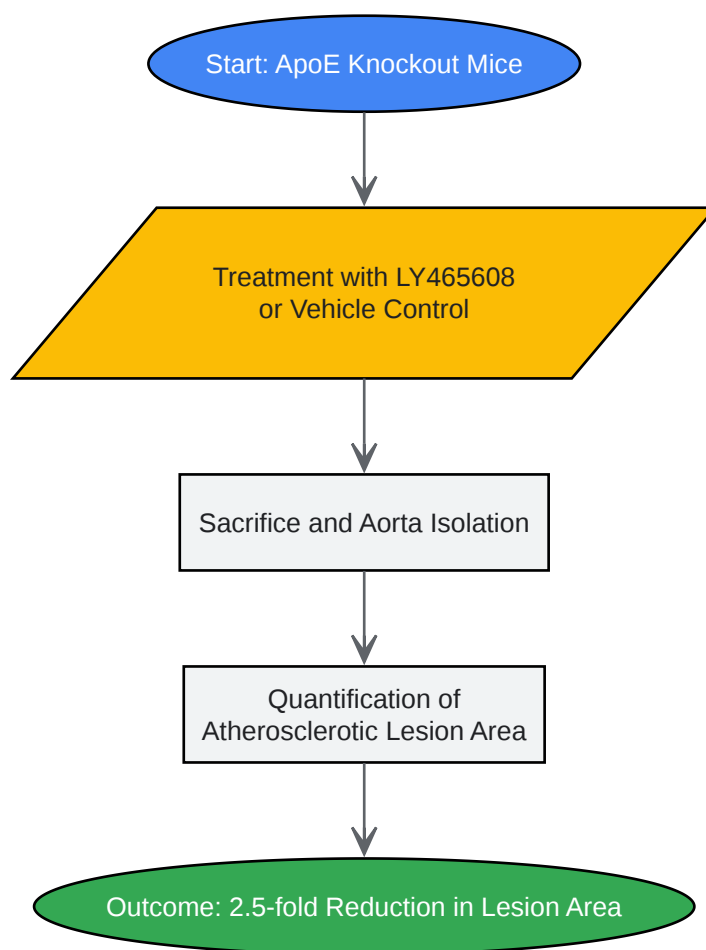 Start: ApoE Knockout Mice
Treatment with LY465608
or Vehicle Control
Sacrifice and Aorta Isolation
Quantification of
Atherosclerotic Lesion Area
Outcome: 2.5-fold Reduction in Lesion Area